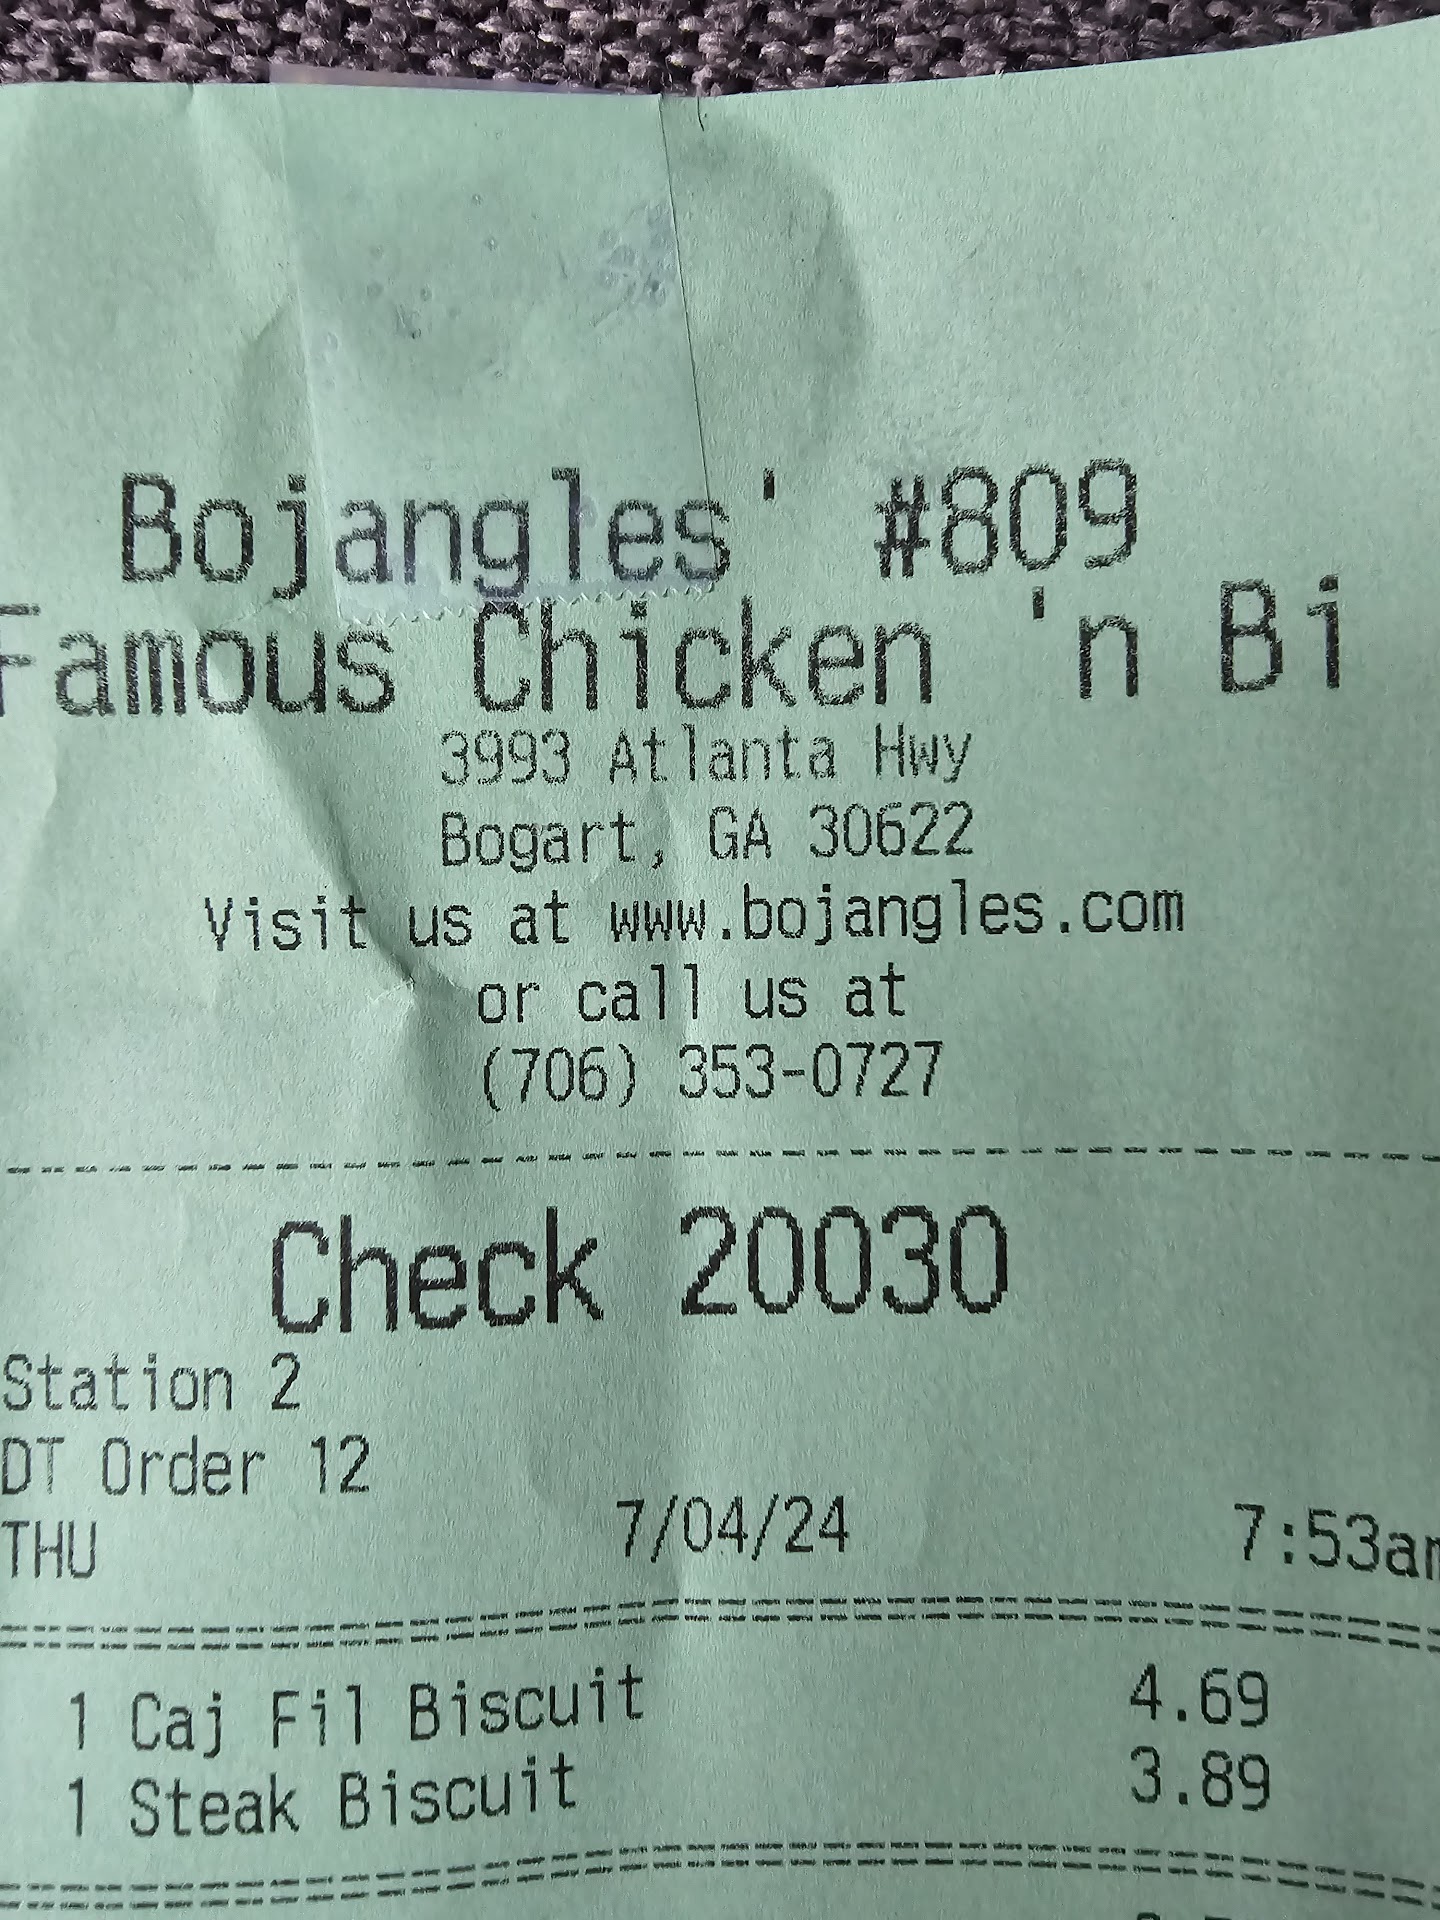 Bojangles' #809
Famous Chicken 'n Bi
3993 Atlanta Hwy
Bogart, GA 30622
Visit us at www.bojangles.com
or call us at
(706) 353-0727
Check 20030
Station 2
DT Order 12
THU 7/04/24 7:53am
1 Caj Fil Biscuit 4.69
1 Steak Biscuit 3.89